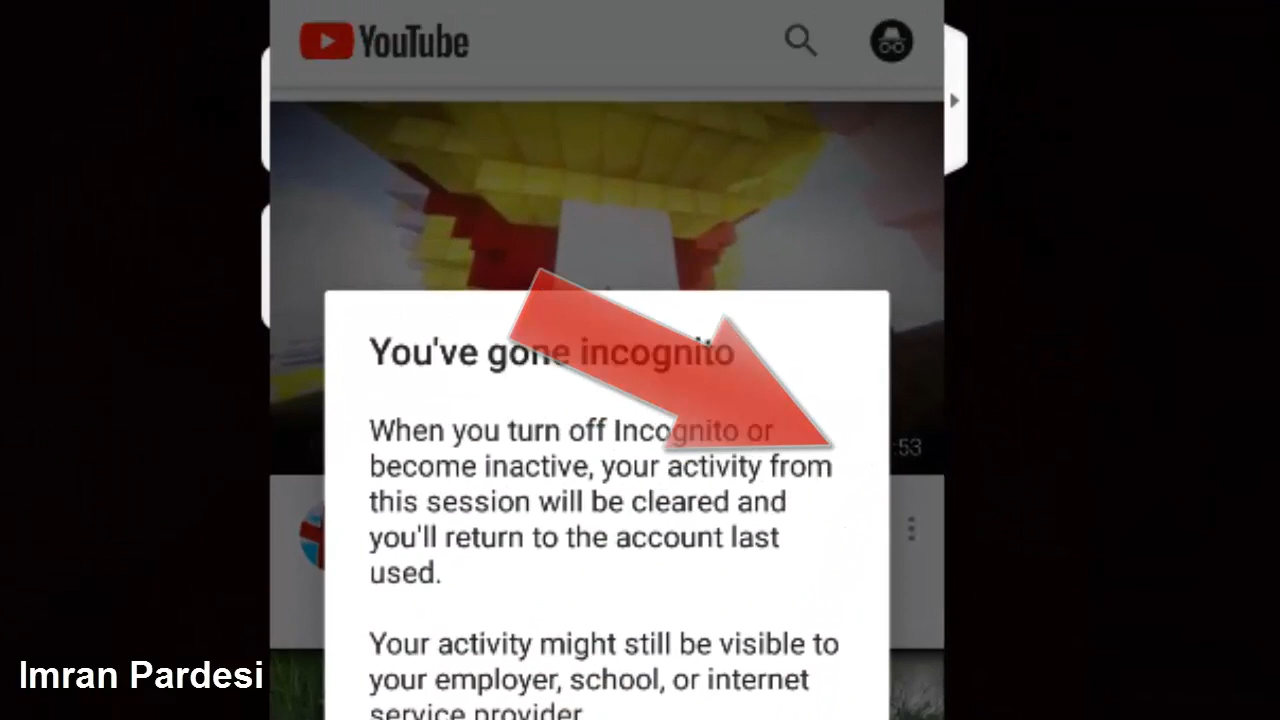 YouTube
You've gone incognito
When you turn off Incognito or
:53
become inactive, your activity from
this session will be cleared and
you'll return to the account last
used.
Your activity might still be visible to
your employer, school, or internet
service provider
Imran Pardesi